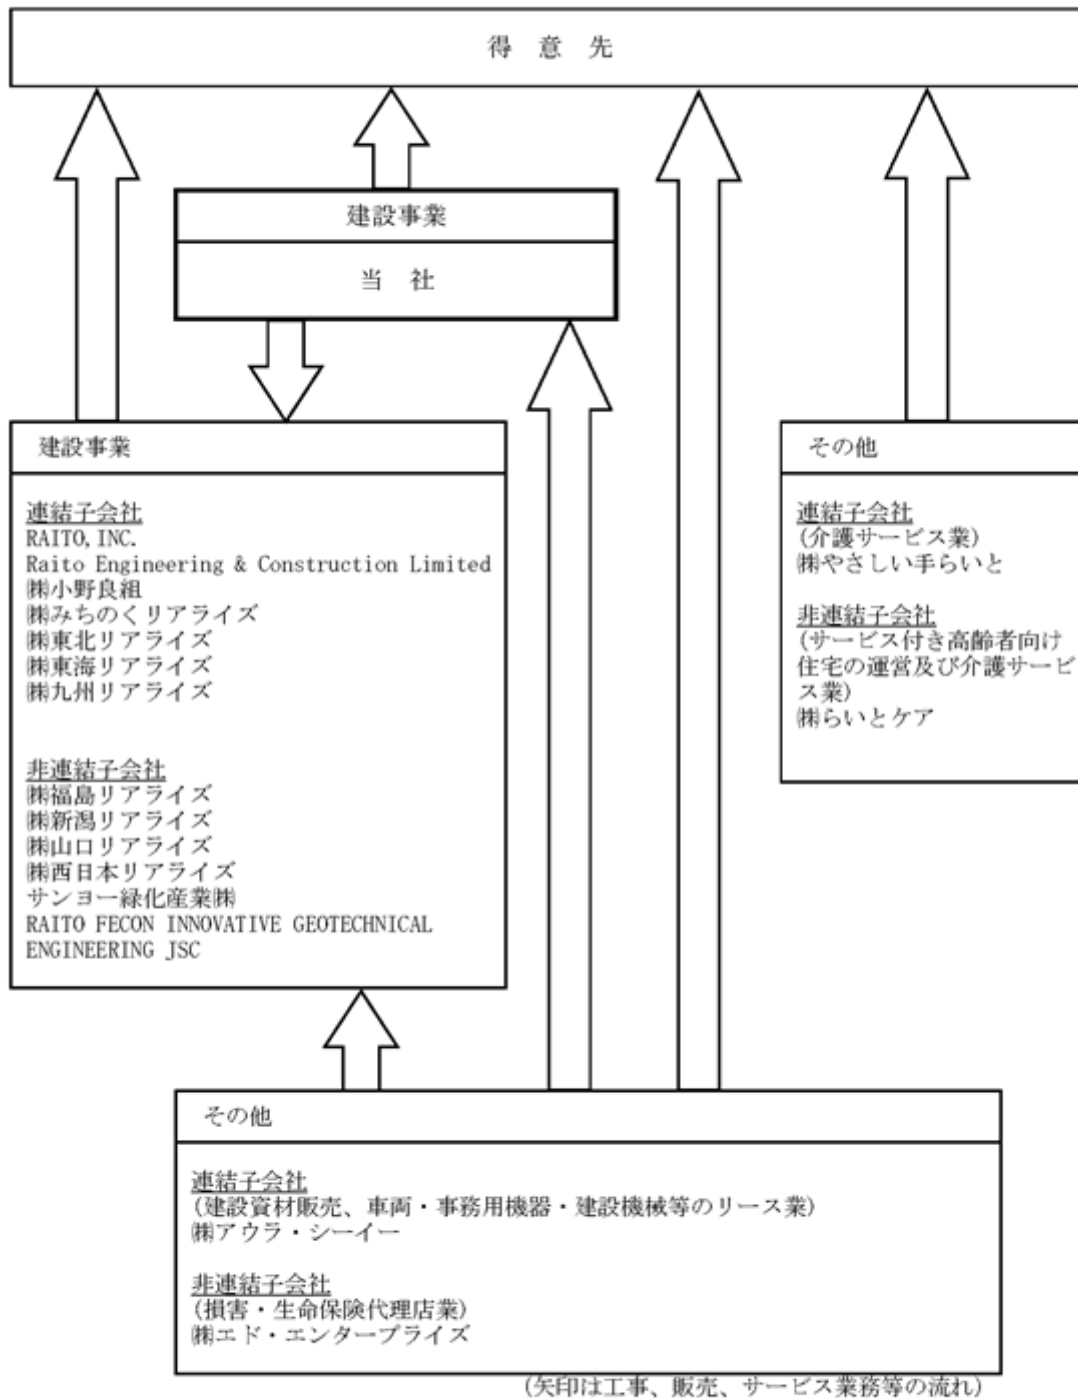 得 意 先
建設事業
当 社
建設事業
連結子会社
RAITO,INC.
Raito Engineering & Construction Limited
㈱小野良組
㈱みちのくリアライズ
㈱東北リアライズ
㈱東海リアライズ
㈱九州リアライズ
非連結子会社
㈱福島リアライズ
㈱新潟リアライズ
㈱山口リアライズ
㈱西日本リアライズ
サンヨー緑化産業㈱
RAITO FECON INNOVATIVE GEOTECHNICAL
ENGINEERING JSC
その他
連結子会社
(介護サービス業)
㈱やさしい手らいと
非連結子会社
(サービス付き高齢者向け
住宅の運営及び介護サービ
ス業)
㈱らいとケア
その他
連結子会社
(建設資材販売、車両・事務用機器・建設機械等のリース業)
㈱アウラ・シーイー
非連結子会社
(損害・生命保険代理店業)
㈱エド・エンタープライズ
(矢印は工事、販売、サービス業務等の流れ)